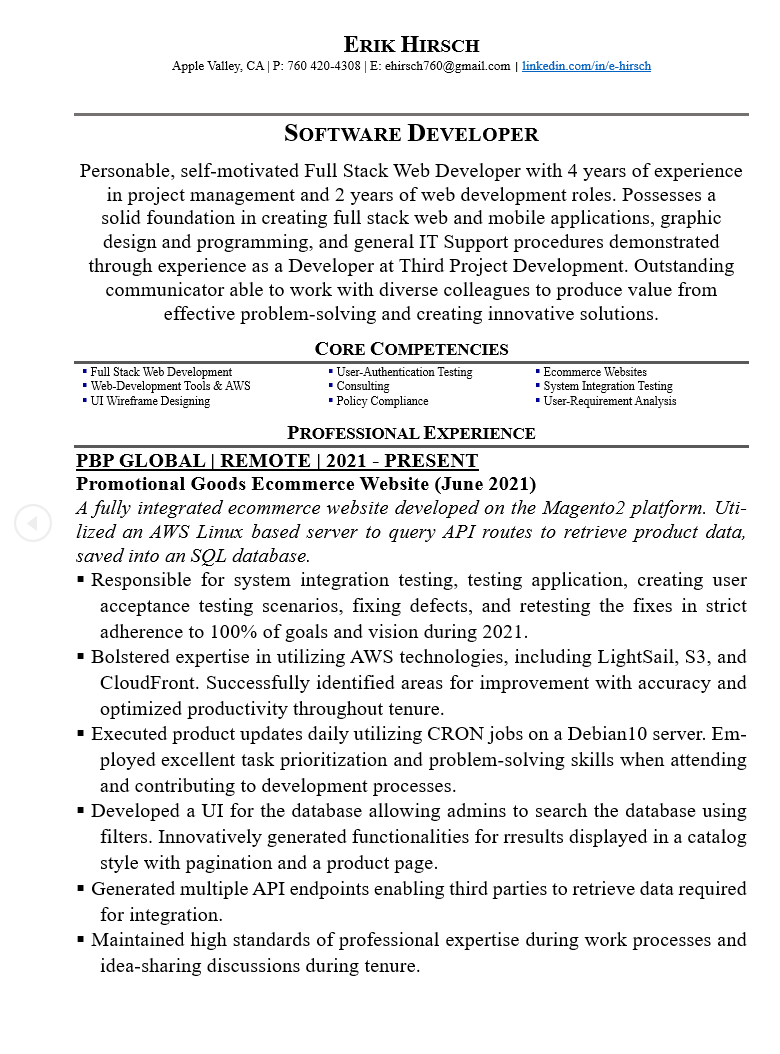 ERIK HIRSCH
Apple Valley, CA | P: 760 420-4308 | E: ehirsch760@gmail.com | linkedin.com/in/e-hirsch
SOFTWARE DEVELOPER
Personable, self-motivated Full Stack Web Developer with 4 years of experience
in project management and 2 years of web development roles. Possesses a
solid foundation in creating full stack web and mobile applications, graphic
design and programming, and general IT Support procedures demonstrated
through experience as a Developer at Third Project Development. Outstanding
communicator able to work with diverse colleagues to produce value from
effective problem-solving and creating innovative solutions.
CORE COMPETENCIES
▪ Full Stack Web Development ▪ User-Authentication Testing ▪ Ecommerce Websites
▪ Web-Development Tools & AWS ▪ Consulting ▪ System Integration Testing
▪ UI Wireframe Designing ▪ Policy Compliance ▪ User-Requirement Analysis
PROFESSIONAL EXPERIENCE
PBP GLOBAL | REMOTE | 2021 - PRESENT
Promotional Goods Ecommerce Website (June 2021)
A fully integrated ecommerce website developed on the Magento2 platform. Uti-
lized an AWS Linux based server to query API routes to retrieve product data,
saved into an SQL database.
▪ Responsible for system integration testing, testing application, creating user
acceptance testing scenarios, fixing defects, and retesting the fixes in strict
adherence to 100% of goals and vision during 2021.
▪ Bolstered expertise in utilizing AWS technologies, including LightSail, S3, and
CloudFront. Successfully identified areas for improvement with accuracy and
optimized productivity throughout tenure.
▪ Executed product updates daily utilizing CRON jobs on a Debian10 server. Em-
ployed excellent task prioritization and problem-solving skills when attending
and contributing to development processes.
▪ Developed a UI for the database allowing admins to search the database using
filters. Innovatively generated functionalities for rresults displayed in a catalog
style with pagination and a product page.
▪ Generated multiple API endpoints enabling third parties to retrieve data required
for integration.
▪ Maintained high standards of professional expertise during work processes and
idea-sharing discussions during tenure.